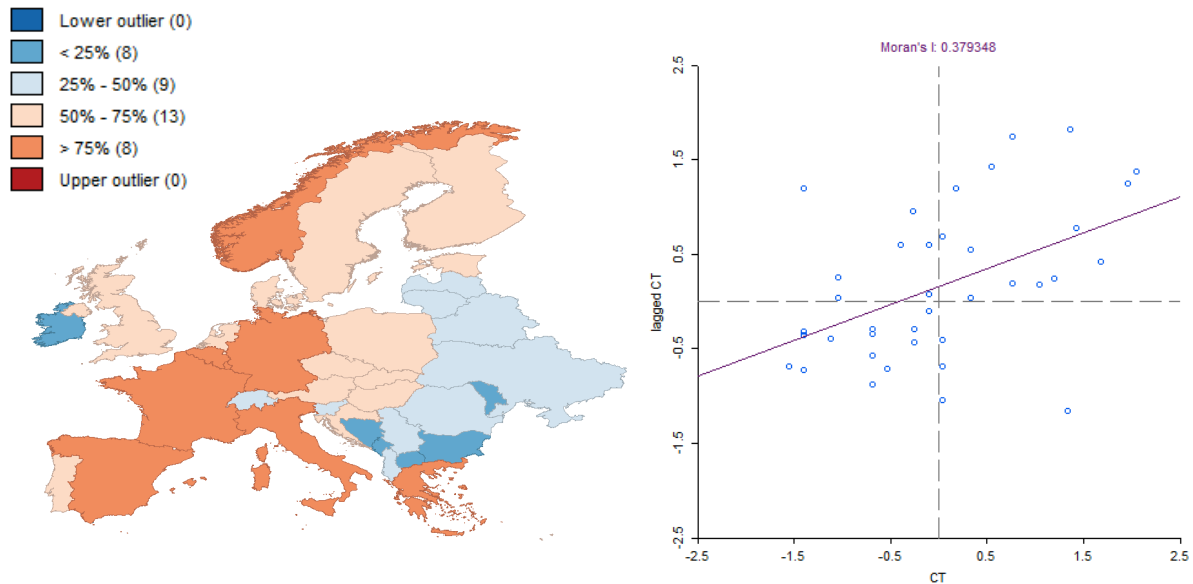 Lower outlier (0)
< 25% (8)
25% - 50% (9)
50% - 75% (13)
> 75% (8)
Upper outlier (0)
Moran's I: 0.379348
2.5
1.5
0.5
-0.5
-1.5
-2.5
lagged CT
-2.5 -1.5 -0.5 0.5 1.5 2.5
CT